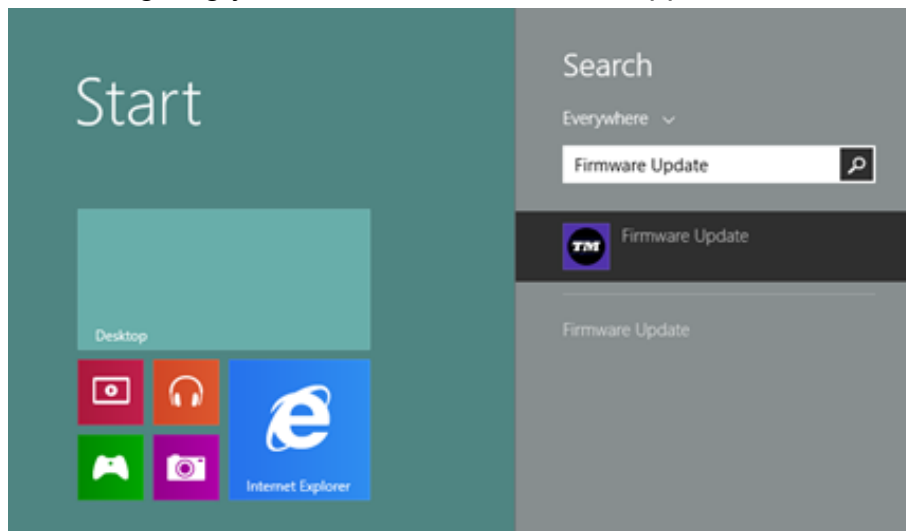 Start
Desktop
Internet Explorer
Search
Everywhere
Firmware Update
TM
Firmware Update
Firmware Update